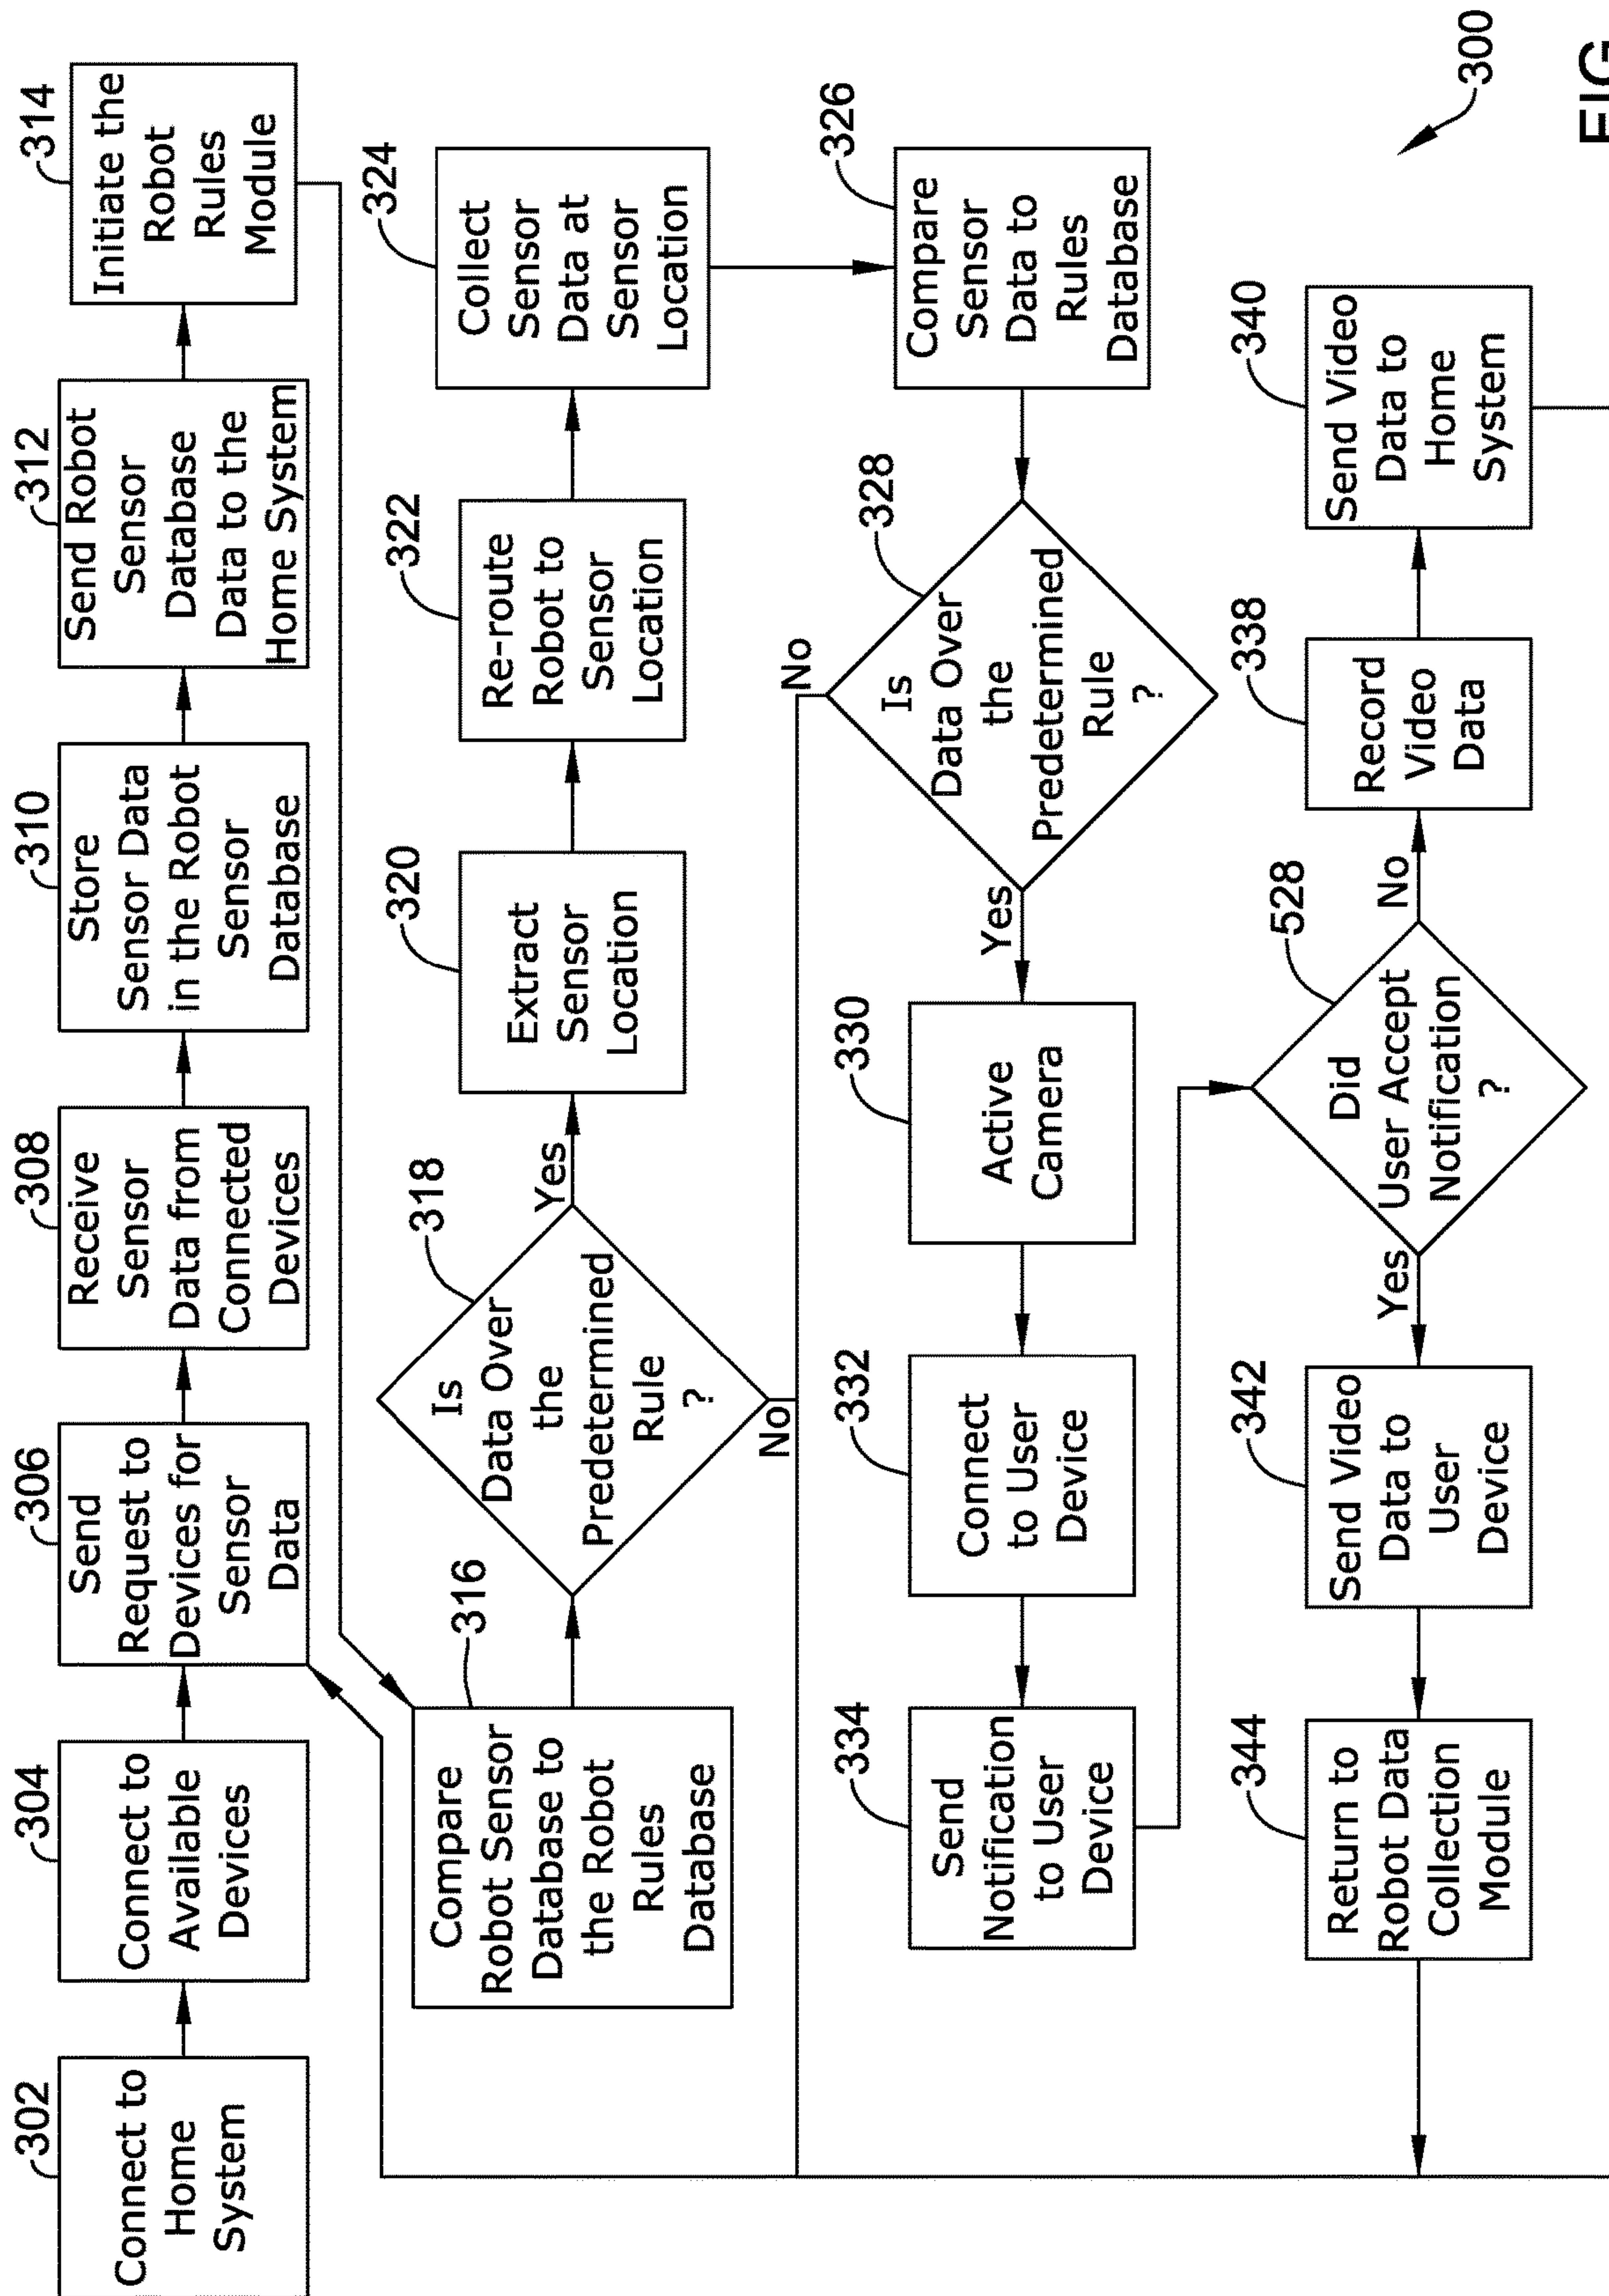 302
Connect to
Home
System
304
Connect to
Available
Devices
306
Send
Request to
Devices for
Sensor
Data
308
Receive
Sensor
Data from
Connected
Devices
310
Store
Sensor Data
in the Robot
Sensor
Database
312
Send Robot
Sensor
Database
Data to the
Home System
314
Initiate the
Robot
Rules
Module
316
Compare
Robot Sensor
Database to
the Robot
Rules
Database
318
Is
Data Over
the
Predetermined
Rule
?
Yes
No
320
Extract
Sensor
Location
322
Re-route
Robot to
Sensor
Location
324
Collect
Sensor
Data at
Sensor
Location
326
Compare
Sensor
Data to
Rules
Database
328
Is
Data Over
the
Predetermined
Rule
?
No
Yes
330
Active
Camera
332
Connect
to User
Device
334
Send
Notification
to User
Device
528
Did
User Accept
Notification
?
No
Yes
338
Record
Video
Data
340
Send Video
Data to
Home
System
342
Send Video
Data to
User
Device
344
Return to
Robot Data
Collection
Module
300
FIG